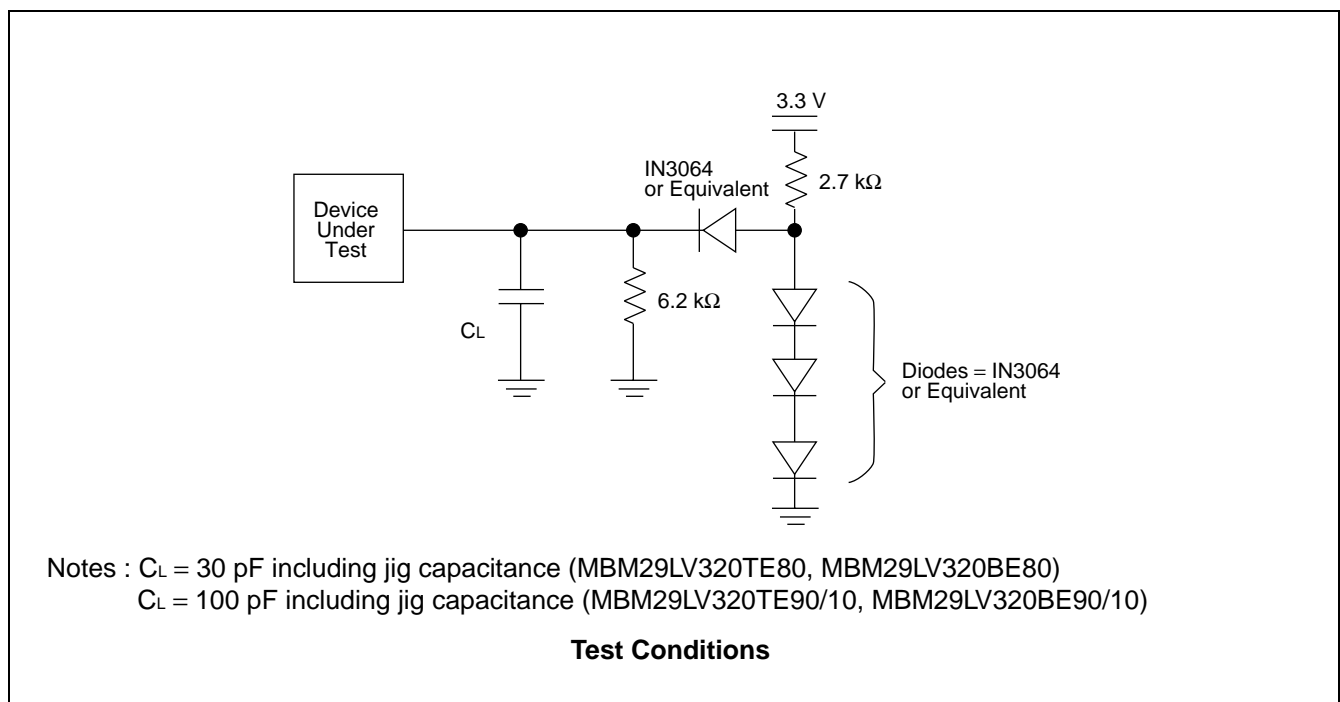 3.3 V
IN3064
or Equivalent
2.7 kΩ
Device
Under
Test
6.2 kΩ
CL
Diodes = IN3064
or Equivalent
Notes : CL = 30 pF including jig capacitance (MBM29LV320TE80, MBM29LV320BE80)
CL = 100 pF including jig capacitance (MBM29LV320TE90/10, MBM29LV320BE90/10)
Test Conditions